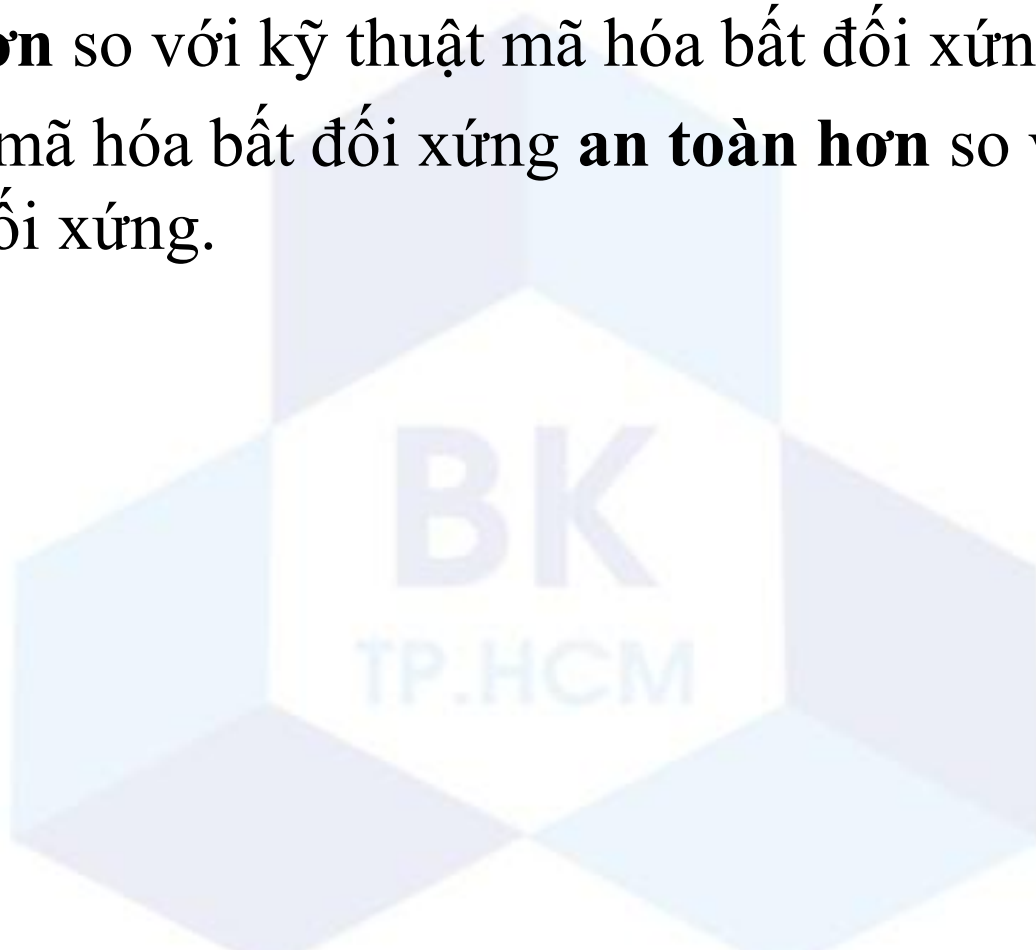 ơn so với kỹ thuật mã hóa bất đối xứn
mã hóa bất đối xứng an toàn hơn so v
ối xứng.
BK
TP.HCM